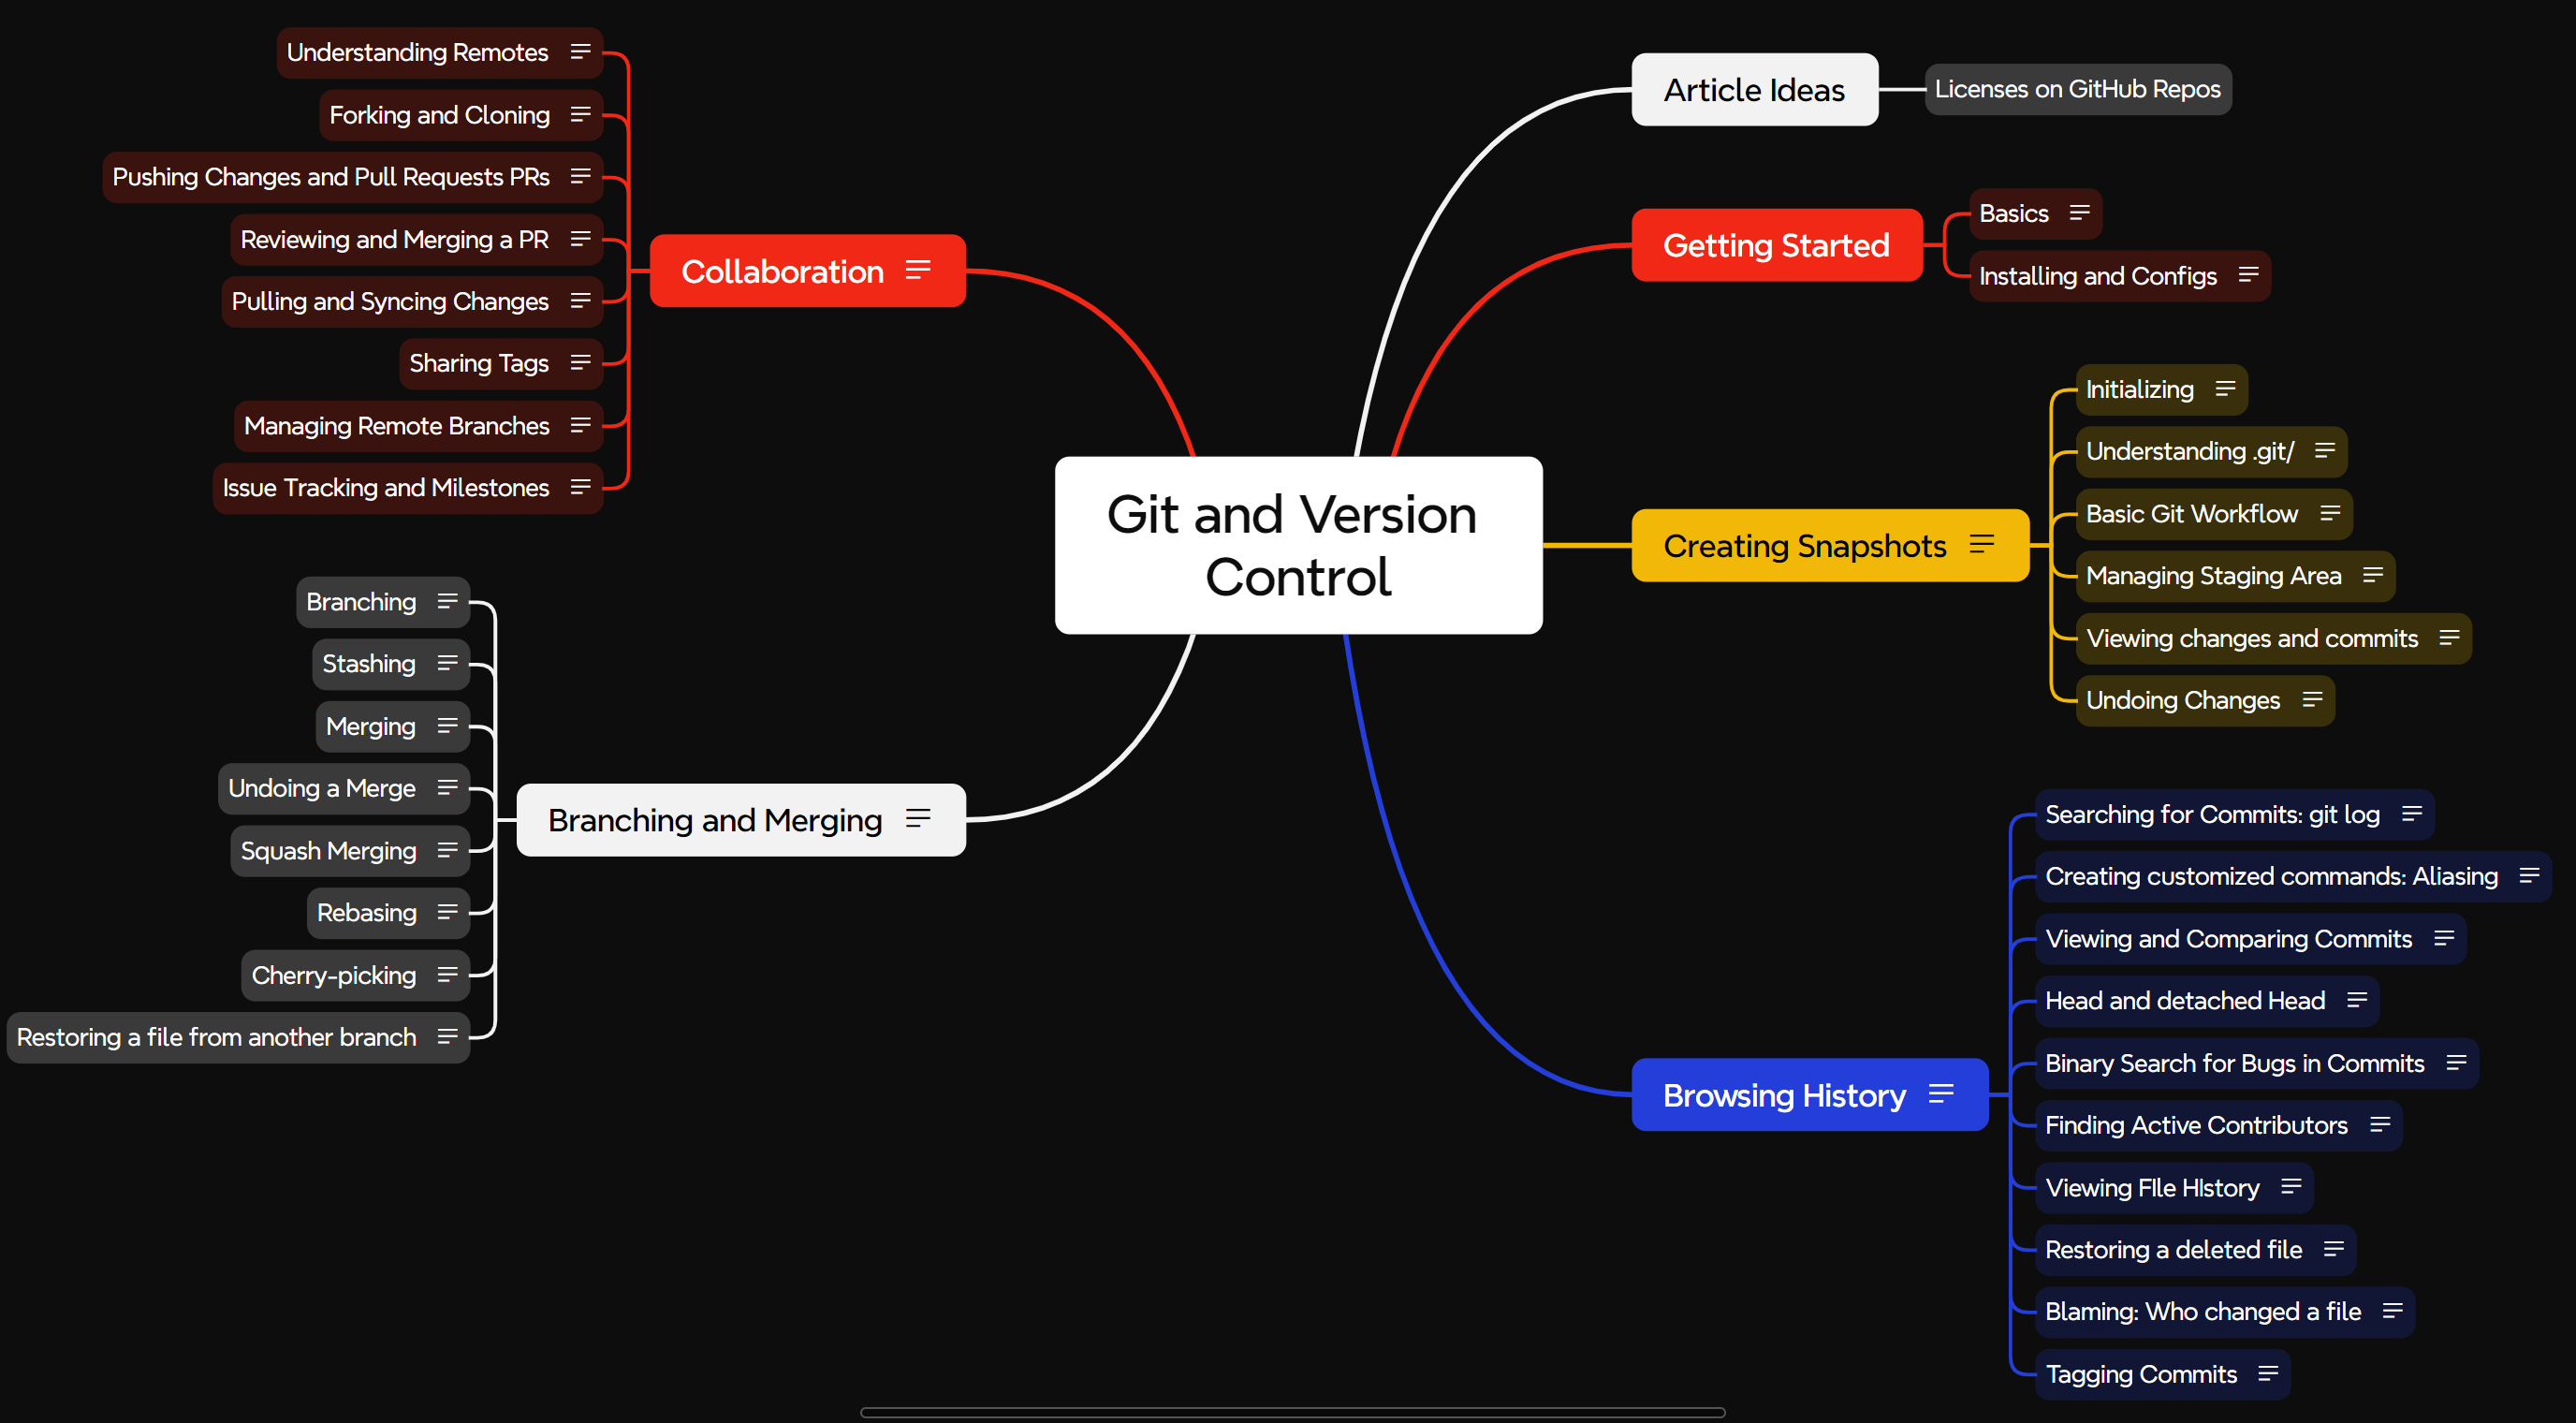 Git and Version
Control
Article Ideas
Licenses on GitHub Repos
Getting Started
Basics
Installing and Configs
Creating Snapshots
Initializing
Understanding .git/
Basic Git Workflow
Managing Staging Area
Viewing changes and commits
Undoing Changes
Browsing History
Searching for Commits: git log
Creating customized commands: Aliasing
Viewing and Comparing Commits
Head and detached Head
Binary Search for Bugs in Commits
Finding Active Contributors
Viewing FIle HIstory
Restoring a deleted file
Blaming: Who changed a file
Tagging Commits
Collaboration
Understanding Remotes
Forking and Cloning
Pushing Changes and Pull Requests PRs
Reviewing and Merging a PR
Pulling and Syncing Changes
Sharing Tags
Managing Remote Branches
Issue Tracking and Milestones
Branching and Merging
Branching
Stashing
Merging
Undoing a Merge
Squash Merging
Rebasing
Cherry-picking
Restoring a file from another branch